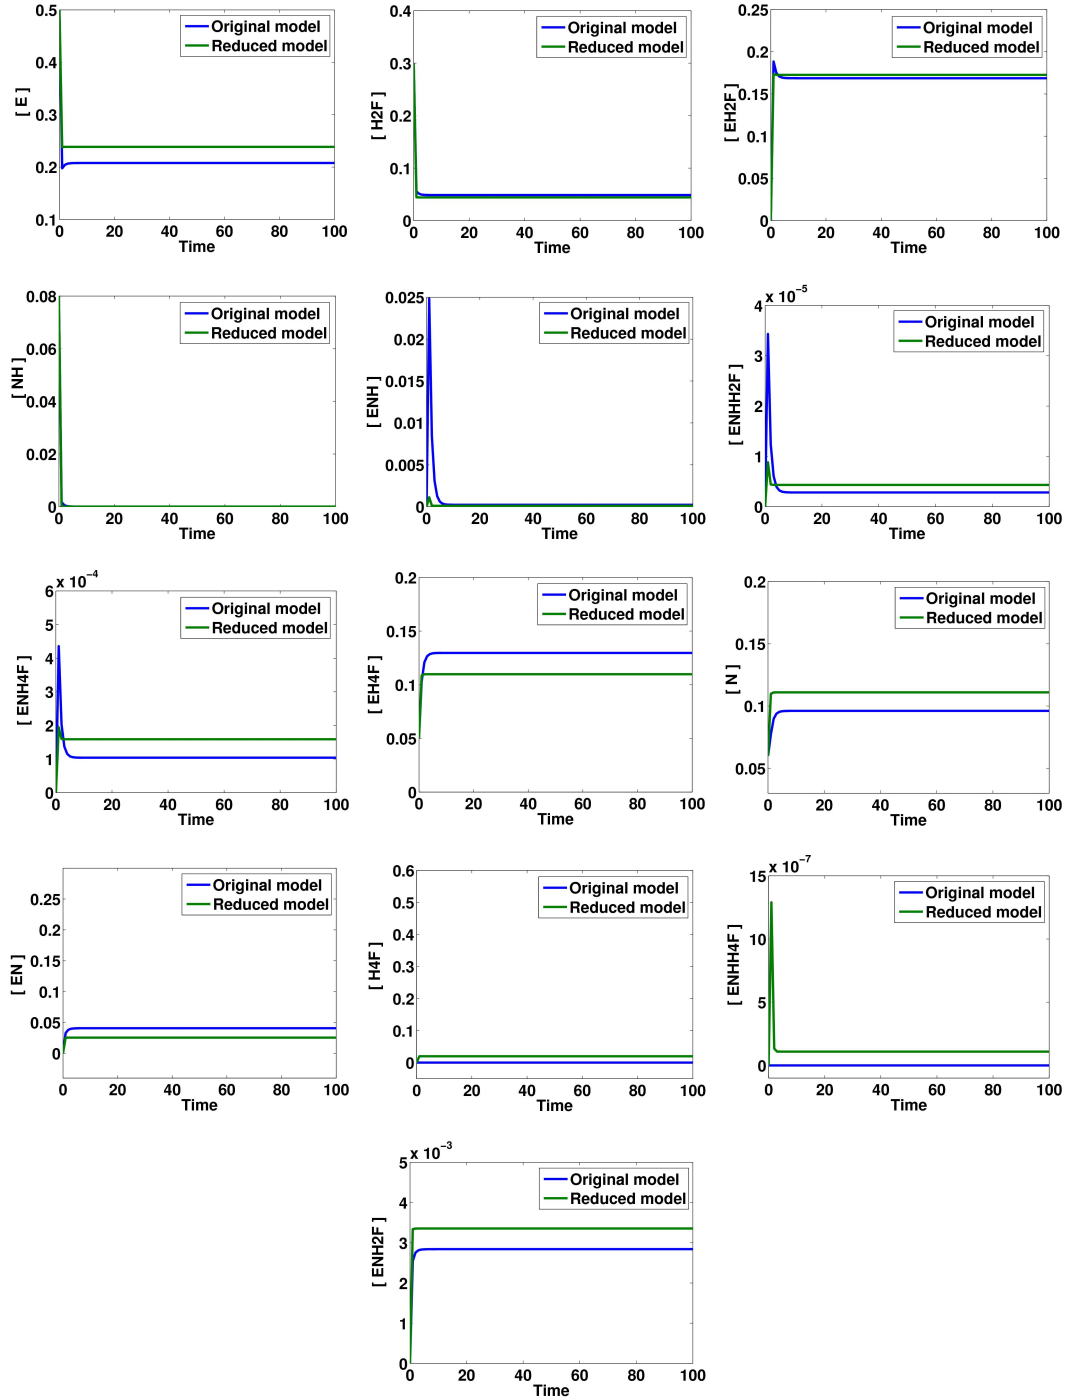 [ E ]
0.5
0.4
0.3
0.2
0.1
Original model
Reduced model
0 20 40 60 80 100
Time
[ H2F ]
0.4
0.3
0.2
0.1
0
Original model
Reduced model
0 20 40 60 80 100
Time
[ EH2F ]
0.25
0.2
0.15
0.1
0.05
0
Original model
Reduced model
0 20 40 60 80 100
Time
[ NH ]
0.08
0.06
0.04
0.02
0
Original model
Reduced model
0 20 40 60 80 100
Time
[ ENH ]
0.025
0.02
0.015
0.01
0.005
0
Original model
Reduced model
0 20 40 60 80 100
Time
[ ENHH2F ]
x 10⁻⁵
4
3
2
1
0
Original model
Reduced model
0 20 40 60 80 100
Time
[ ENH4F ]
x 10⁻⁴
6
5
4
3
2
1
0
Original model
Reduced model
0 20 40 60 80 100
Time
[ EH4F ]
0.2
0.15
0.1
0.05
0
Original model
Reduced model
0 20 40 60 80 100
Time
[ N ]
0.2
0.15
0.1
0.05
Original model
Reduced model
0 20 40 60 80 100
Time
[ EN ]
0.25
0.2
0.15
0.1
0.05
0
Original model
Reduced model
0 20 40 60 80 100
Time
[ H4F ]
0.6
0.5
0.4
0.3
0.2
0.1
0
Original model
Reduced model
0 20 40 60 80 100
Time
[ ENHH4F ]
x 10⁻⁷
15
10
5
0
Original model
Reduced model
0 20 40 60 80 100
Time
[ ENH2F ]
x 10⁻³
5
4
3
2
1
0
Original model
Reduced model
0 20 40 60 80 100
Time